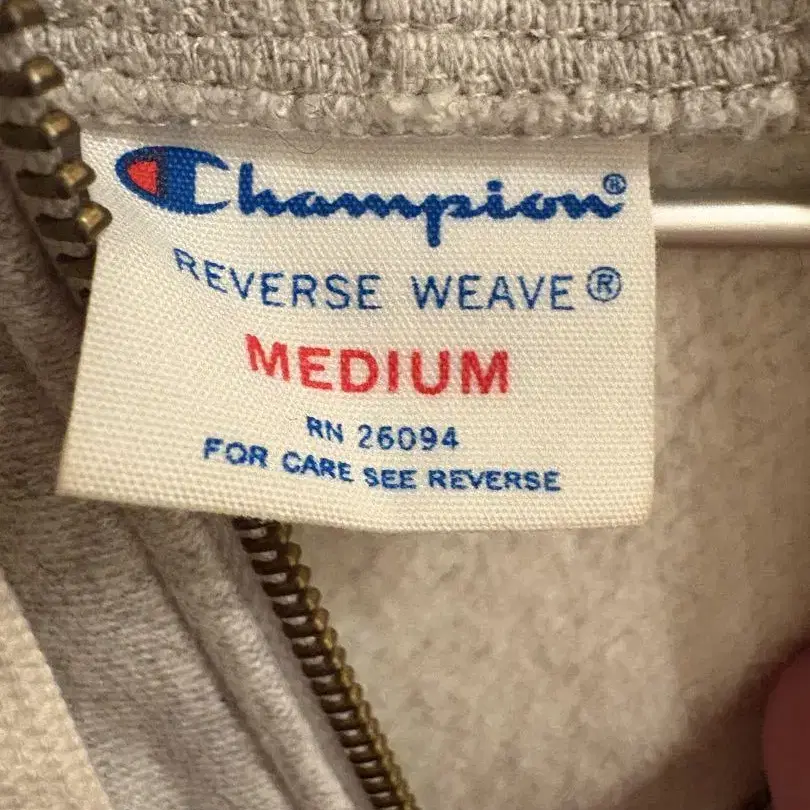 Champion®
REVERSE WEAVE®
MEDIUM
RN 26094
FOR CARE SEE REVERSE